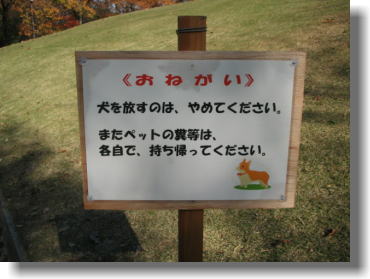 《おねがい》
犬を放すのは、やめてください。
またペットの糞等は、
各自で、持ち帰ってください。